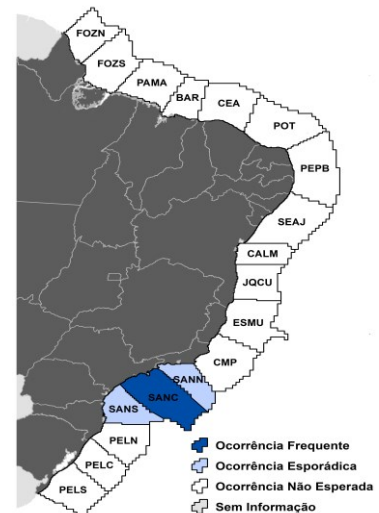 FOZN
FOZS
PAMA
BAR
CEA
POT
PEPB
SEAJ
CALM
JQCU
ESMU
CMP
SANN
SANC
SANS
PELN
PELC
PELS
Ocorrência Frequente
Ocorrência Esporádica
Ocorrência Não Esperada
Sem Informação